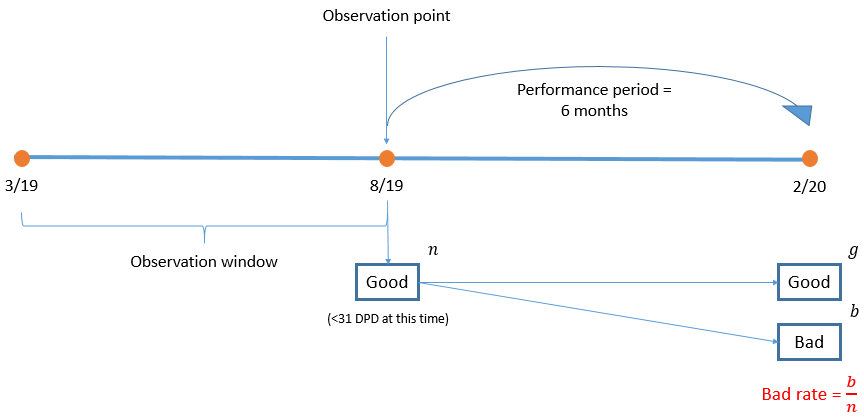 Observation point
Performance period =
6 months
3/19
8/19
2/20
Observation window
n
g
Good
Good
(<31 DPD at this time)
b
Bad
Bad rate = b/n